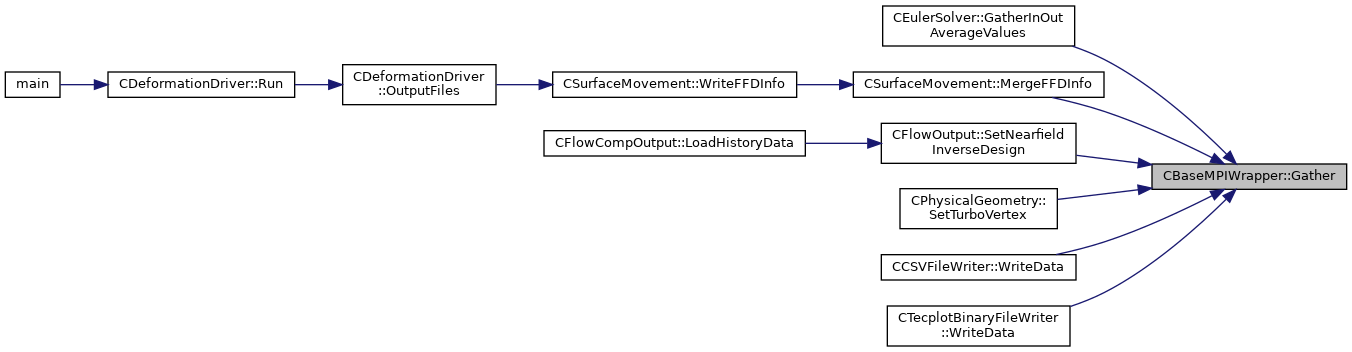 CEulerSolver::GatherInOut
AverageValues
main
CDeformationDriver::Run
CDeformationDriver
::OutputFiles
CSurfaceMovement::WriteFFDInfo
CSurfaceMovement::MergeFFDInfo
CFlowCompOutput::LoadHistoryData
CFlowOutput::SetNearfield
InverseDesign
CBaseMPIWrapper::Gather
CPhysicalGeometry::
SetTurboVertex
CCSVFileWriter::WriteData
CTecplotBinaryFileWriter
::WriteData